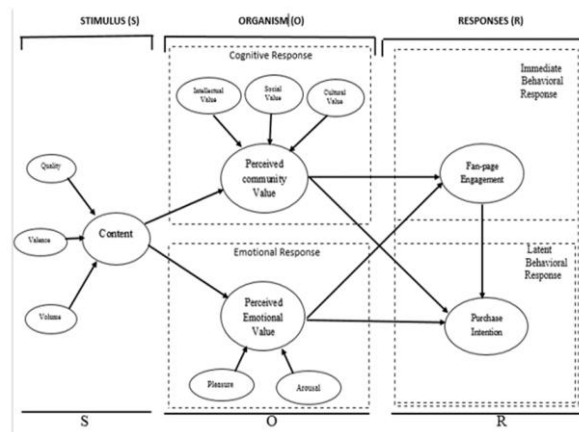 STIMULUS (S)
ORGANISM (O)
RESPONSES (R)
Cognitive Response
Intellectual
Value
Social
Value
Cultural
Value
Immediate
Behavioral
Response
Quality
Perceived
community
Value
Fan-page
Engagement
Content
Valence
Emotional Response
Latent
Behavioral
Response
Volume
Perceived
Emotional
Value
Purchase
Intention
Pleasure
Arousal
S
O
R